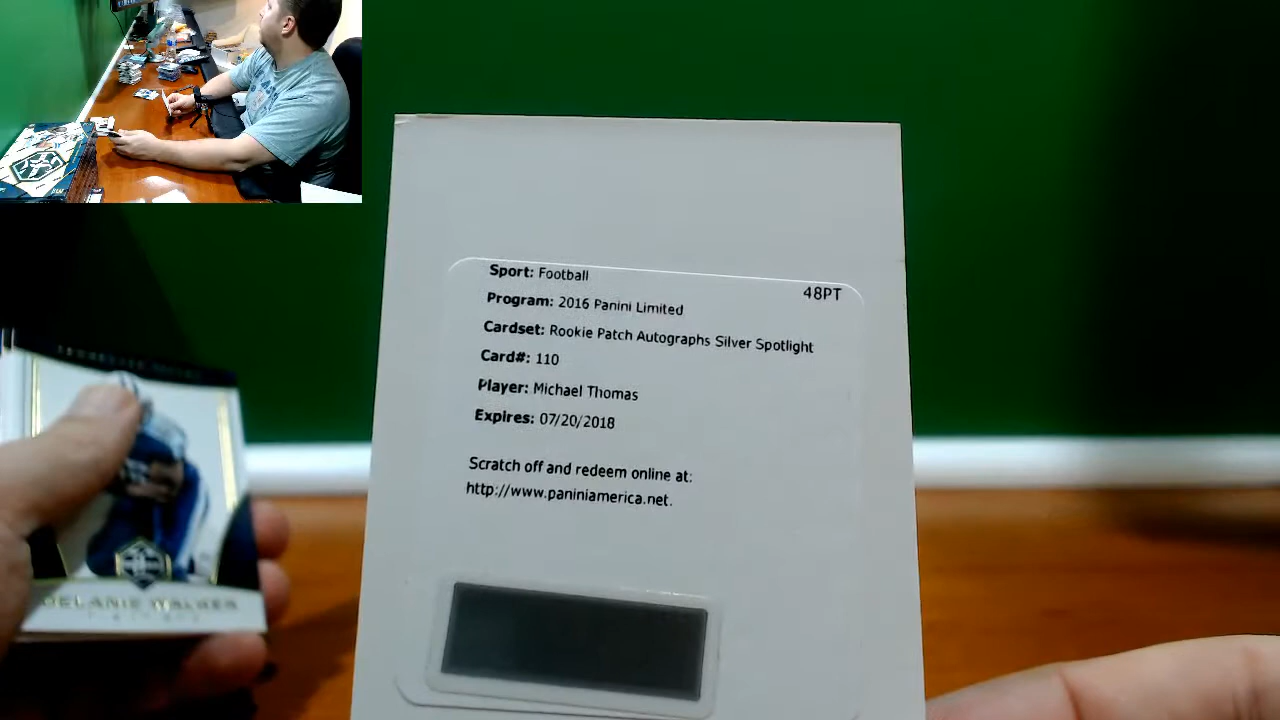 Sport: Football
48PT
Program: 2016 Panini Limited
Cardset: Rookie Patch Autographs Silver Spotlight
Card#: 110
Player: Michael Thomas
Expires: 07/20/2018
Scratch off and redeem online at:
http://www.paniniamerica.net.
DELANIE WALKER